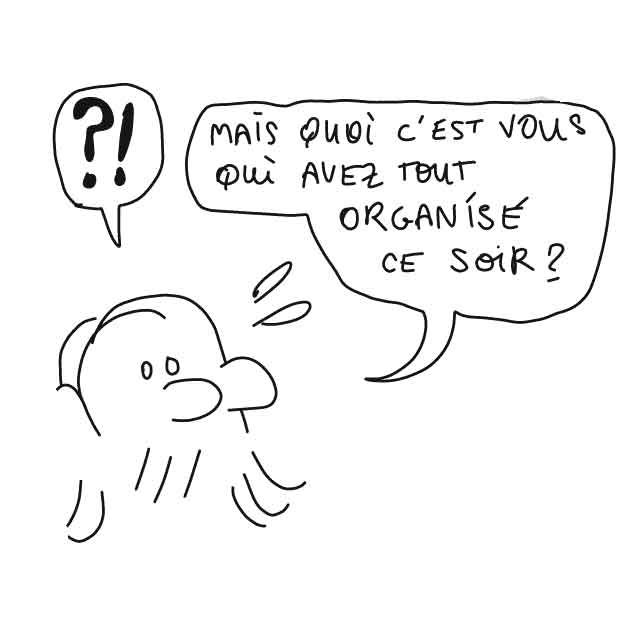 ?!
MAIS QUOI C'EST VOUS
QUI AVEZ TOUT
ORGANISÉ
CE SOIR ?